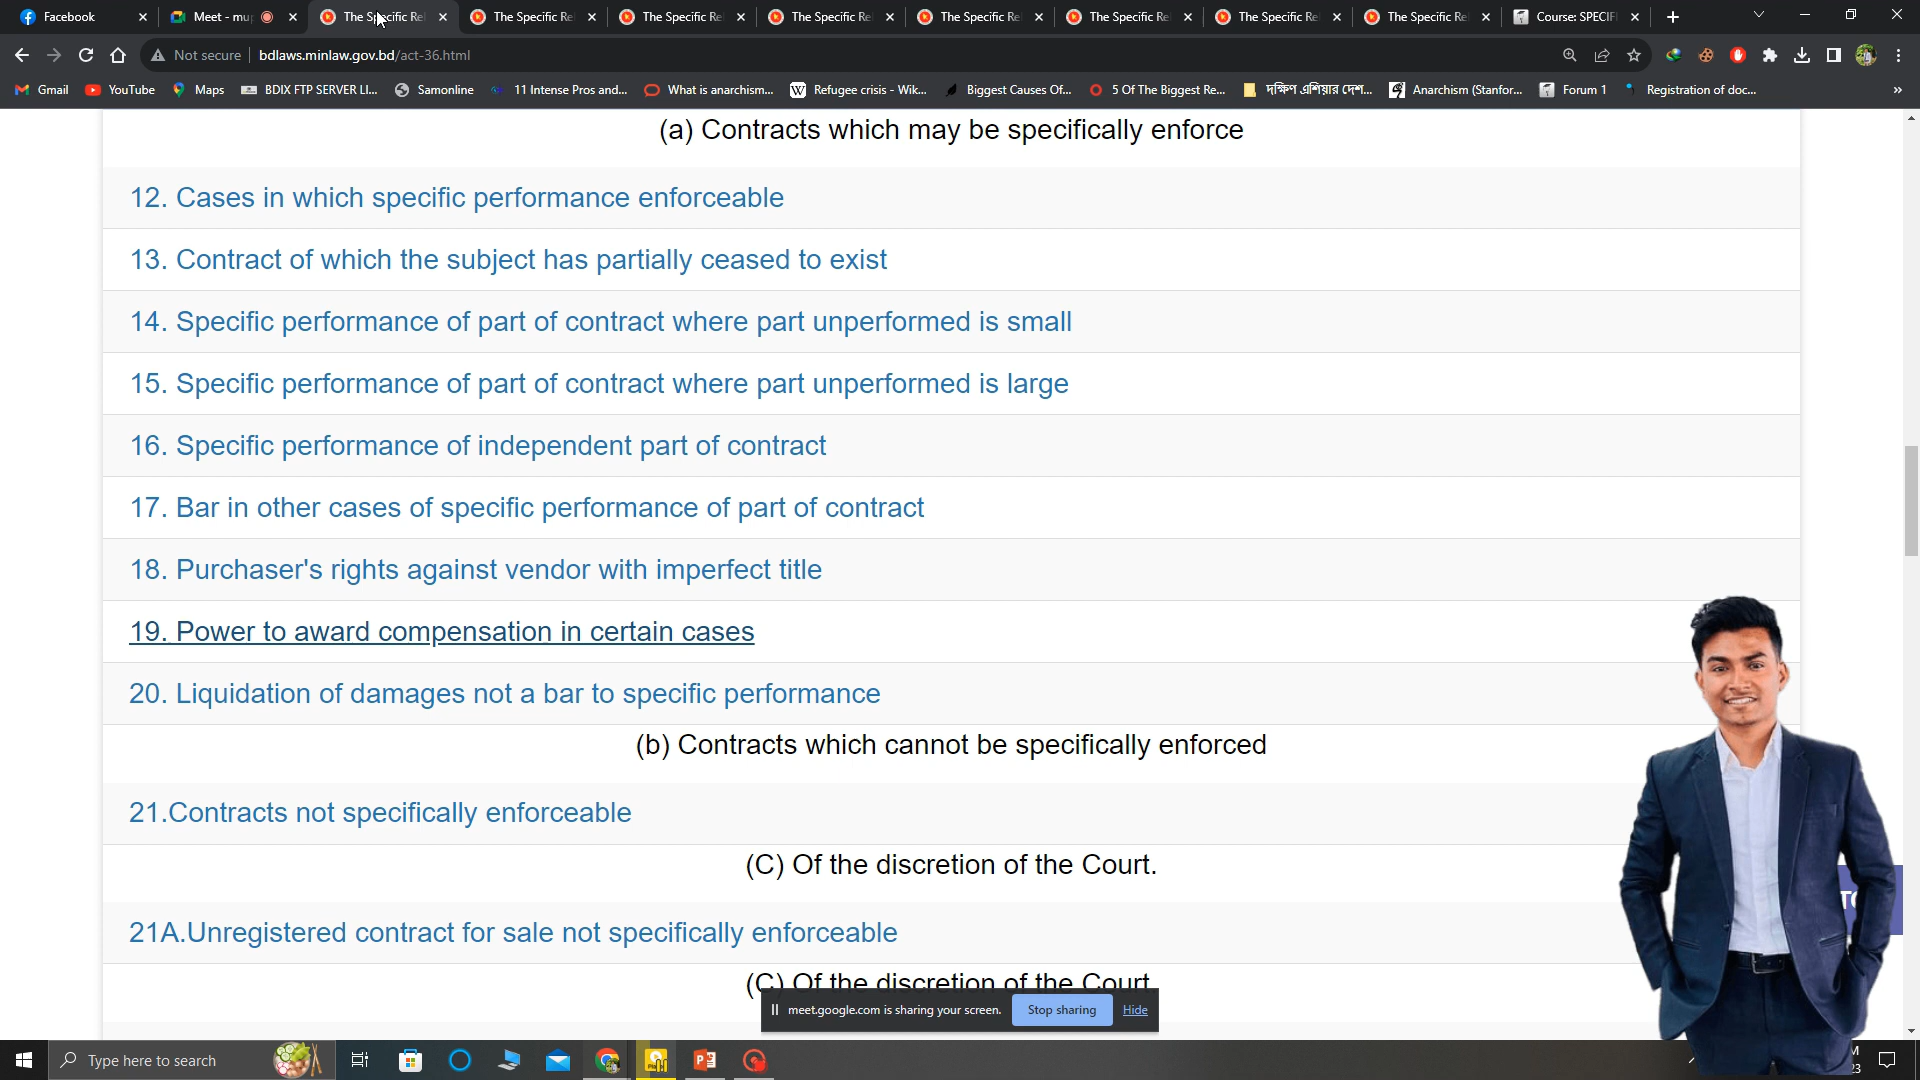 Facebook
Meet - mu
The Specific Re
The Specific Re
The Specific Re
The Specific Re
The Specific Re
The Specific Re
The Specific Re
The Specific Re
Course: SPECIF
Not secure
bdlaws.minlaw.gov.bd/act-36.html
Gmail
YouTube
Maps
BDIX FTP SERVER LI...
Samonline
11 Intense Pros and...
What is anarchism...
Refugee crisis - Wik...
Biggest Causes Of...
5 Of The Biggest Re...
দক্ষিণ এশিয়ার দেশ...
Anarchism (Stanfor...
Forum 1
Registration of doc...
(a) Contracts which may be specifically enforce
12. Cases in which specific performance enforceable
13. Contract of which the subject has partially ceased to exist
14. Specific performance of part of contract where part unperformed is small
15. Specific performance of part of contract where part unperformed is large
16. Specific performance of independent part of contract
17. Bar in other cases of specific performance of part of contract
18. Purchaser's rights against vendor with imperfect title
19. Power to award compensation in certain cases
20. Liquidation of damages not a bar to specific performance
(b) Contracts which cannot be specifically enforced
21.Contracts not specifically enforceable
(C) Of the discretion of the Court.
21A.Unregistered contract for sale not specifically enforceable
(C) Of the discretion of the Court
meet.google.com is sharing your screen.
Stop sharing
Hide
Type here to search